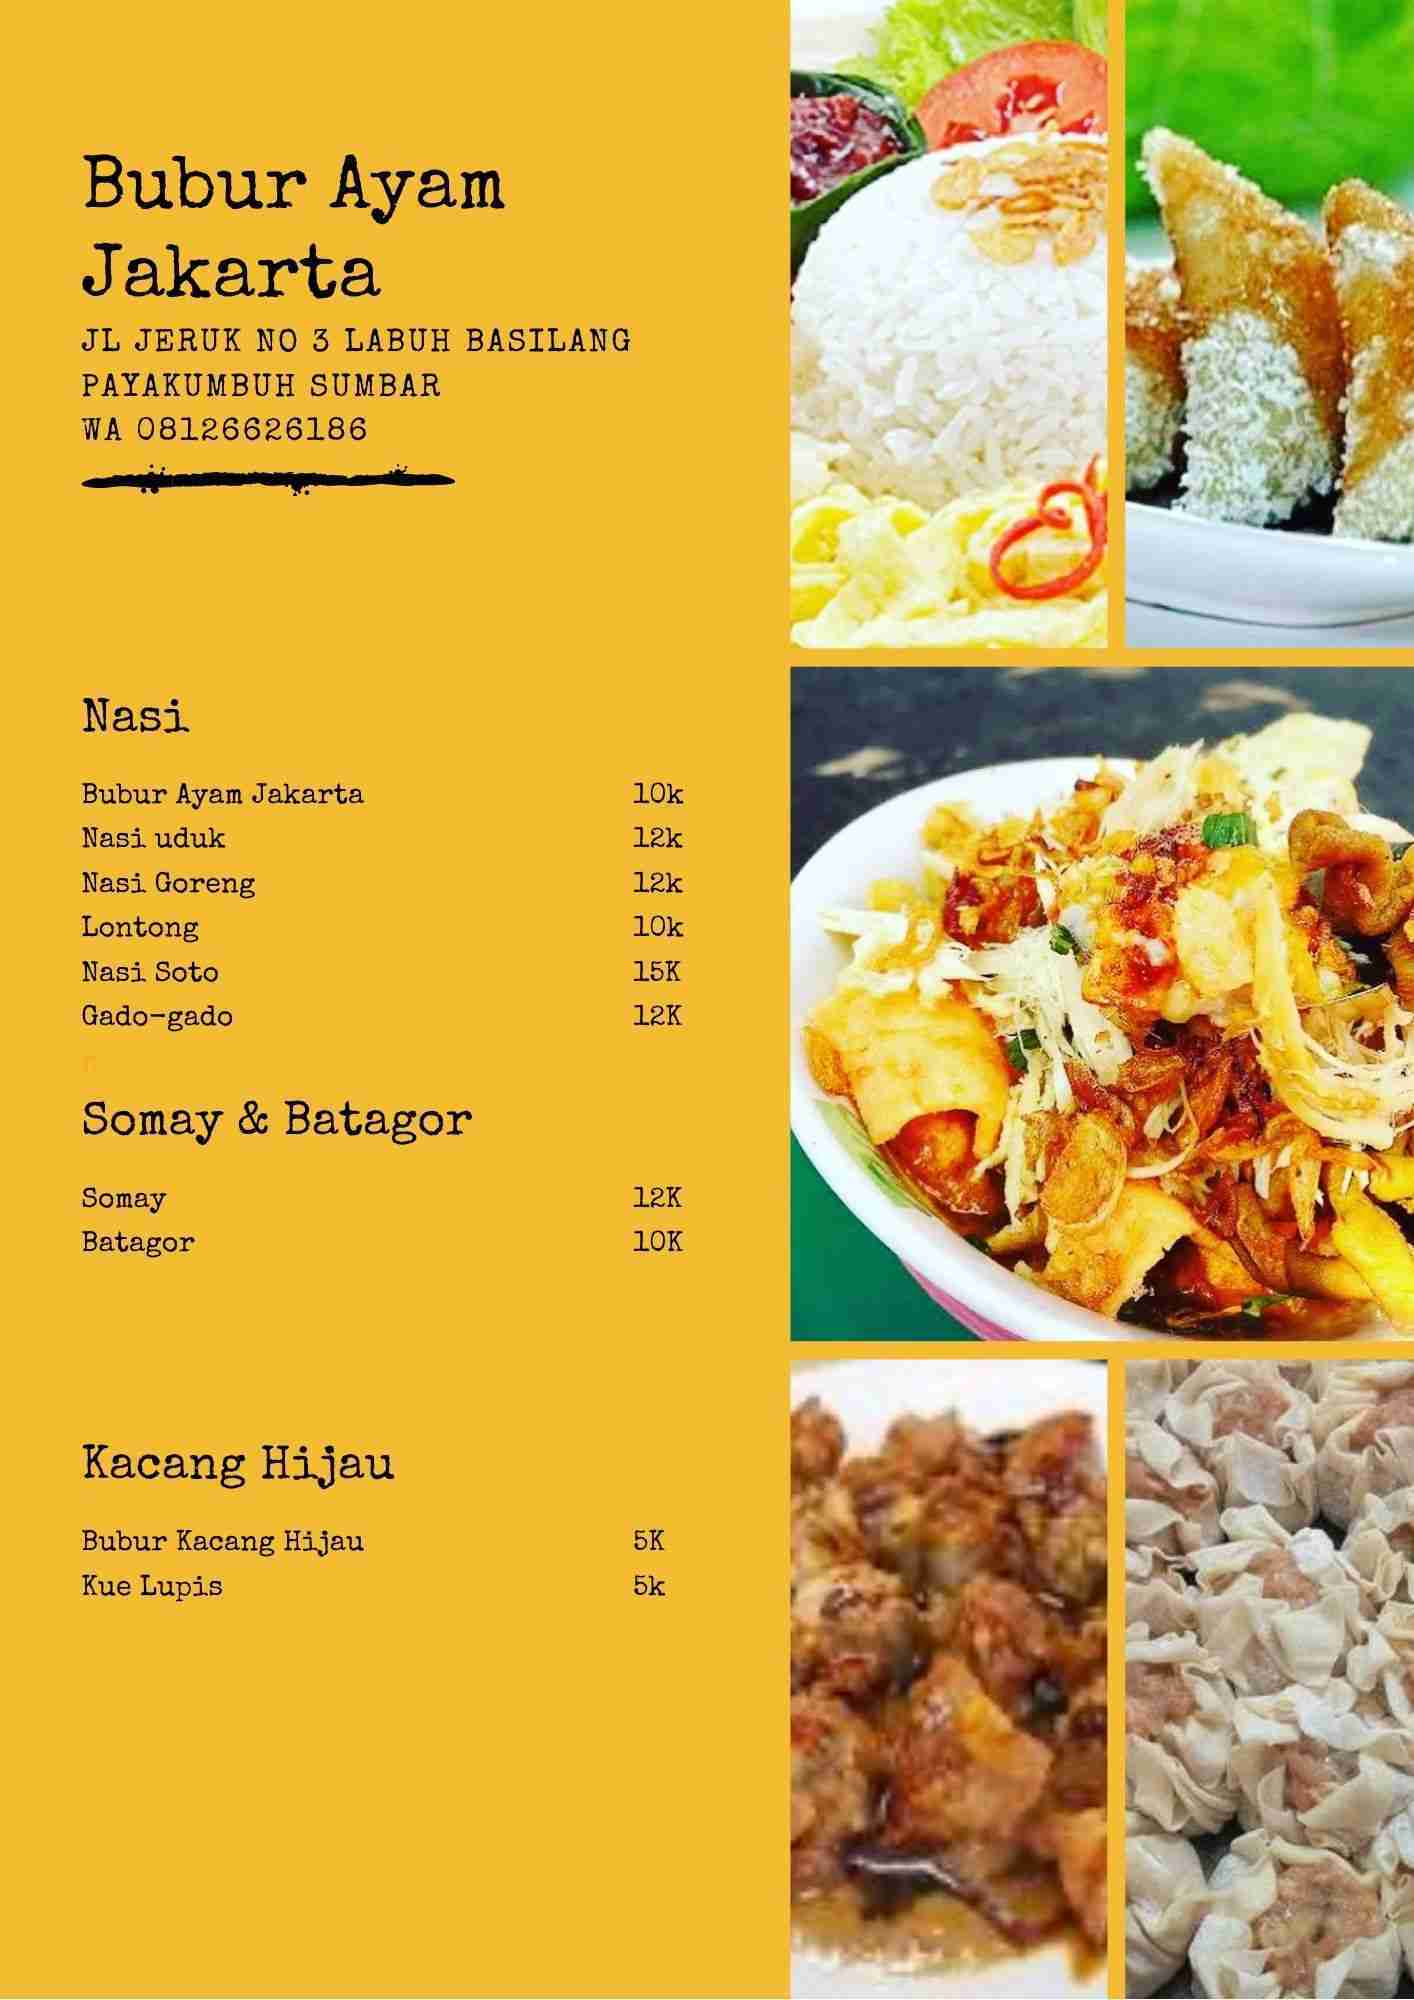 Bubur Ayam
Jakarta
JL JERUK NO 3 LABUH BASILANG
PAYAKUMBUH SUMBAR
WA 08126626186
Nasi
Bubur Ayam Jakarta 10k
Nasi uduk 12k
Nasi Goreng 12k
Lontong 10k
Nasi Soto 15K
Gado-gado 12K
Somay & Batagor
Somay 12K
Batagor 10K
Kacang Hijau
Bubur Kacang Hijau 5K
Kue Lupis 5k